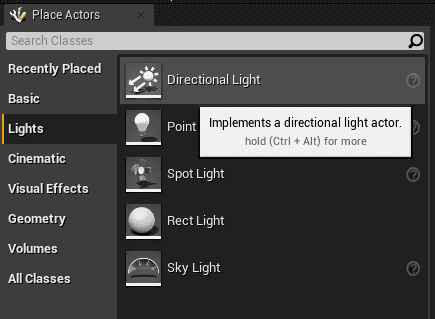 Place Actors
Search Classes
Recently Placed
Basic
Lights
Cinematic
Visual Effects
Geometry
Volumes
All Classes
Directional Light
Implements a directional light actor.
hold (Ctrl + Alt) for more
Point
Spot Light
Rect Light
Sky Light